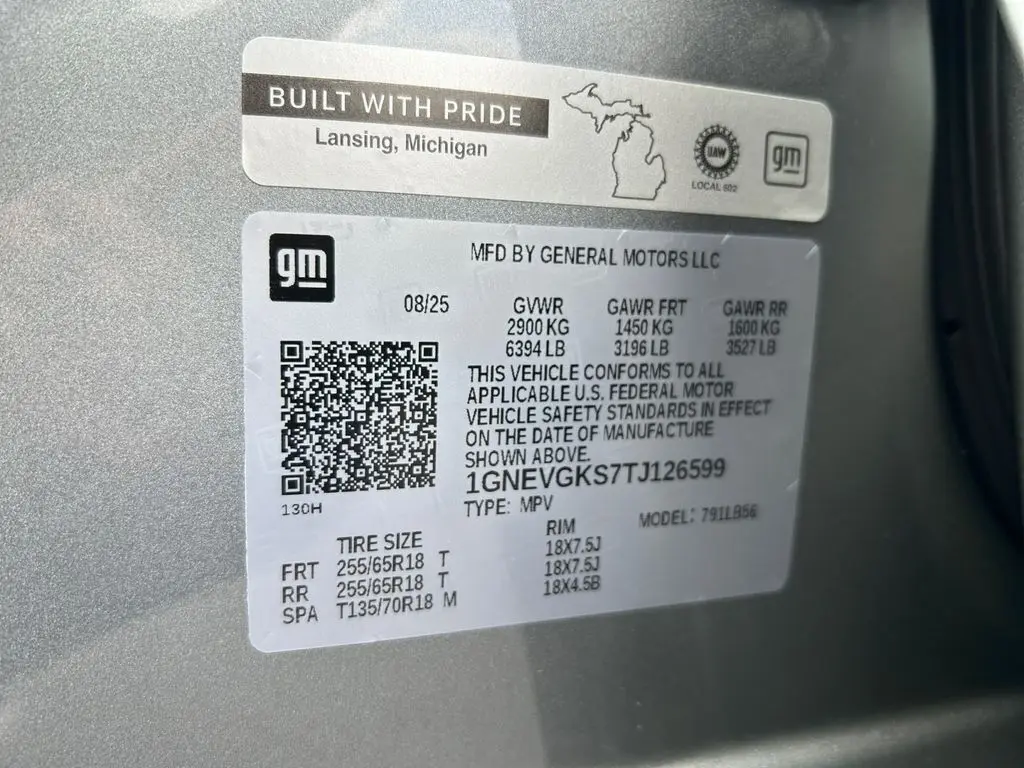 BUILT WITH PRIDE
Lansing, Michigan
UAW
LOCAL 602
gm
gm
MFD BY GENERAL MOTORS LLC
08/25 GVWR GAWR FRT GAWR RR
2900 KG 1450 KG 1600 KG
6394 LB 3196 LB 3527 LB
THIS VEHICLE CONFORMS TO ALL
APPLICABLE U.S. FEDERAL MOTOR
VEHICLE SAFETY STANDARDS IN EFFECT
ON THE DATE OF MANUFACTURE
SHOWN ABOVE.
1GNEVGKS7TJ126599
130H
TYPE: MPV MODEL: 791LB56
TIRE SIZE RIM
FRT 255/65R18 T 18X7.5J
RR 255/65R18 T 18X7.5J
SPA T135/70R18 M 18X4.5B